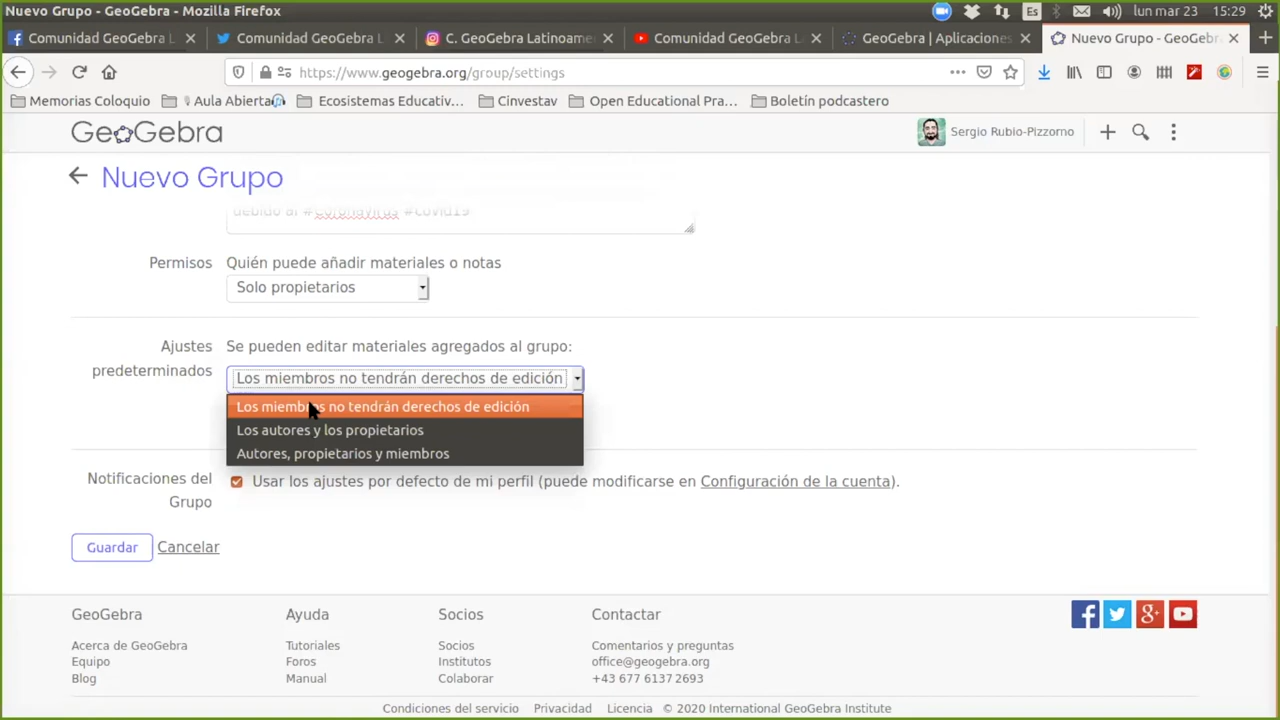 Nuevo Grupo - GeoGebra - Mozilla Firefox
Es lun mar 23 15:29
Comunidad GeoGebra L
Comunidad GeoGebra L
C. GeoGebra Latinoame
Comunidad GeoGebra L
GeoGebra | Aplicacione
Nuevo Grupo - GeoGebr
https://www.geogebra.org/group/settings
Memorias Coloquio
Aula Abierta
Ecosistemas Educativ...
Cinvestav
Open Educational Pra...
Boletín podcastero
GeoGebra
Sergio Rubio-Pizzorno
Nuevo Grupo
debido al #Coronavirus #Covid19
Permisos
Quién puede añadir materiales o notas
Solo propietarios
Ajustes predeterminados
Se pueden editar materiales agregados al grupo:
Los miembros no tendrán derechos de edición
Los miembros no tendrán derechos de edición
Los autores y los propietarios
Autores, propietarios y miembros
Notificaciones del
Grupo
Usar los ajustes por defecto de mi perfil (puede modificarse en Configuración de la cuenta).
Guardar
Cancelar
GeoGebra
Acerca de GeoGebra
Equipo
Blog
Ayuda
Tutoriales
Foros
Manual
Socios
Socios
Institutos
Colaborar
Contactar
Comentarios y preguntas
office@geogebra.org
+43 677 6137 2693
Condiciones del servicio Privacidad Licencia © 2020 International GeoGebra Institute